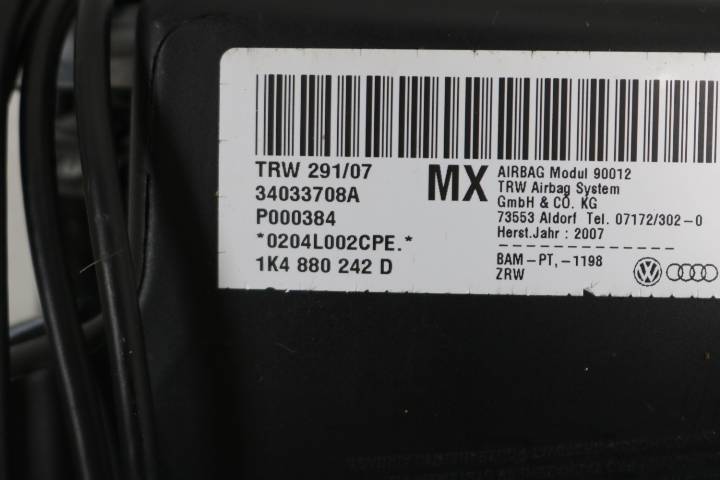 TRW 291/07
34033708A
P000384
*0204L002CPE.*
1K4 880 242 D
MX
AIRBAG Modul 90012
TRW Airbag System
GmbH & CO. KG
73553 Aldorf Tel. 07172/302-0
Herst.Jahr : 2007
BAM-PT,-1198
ZRW